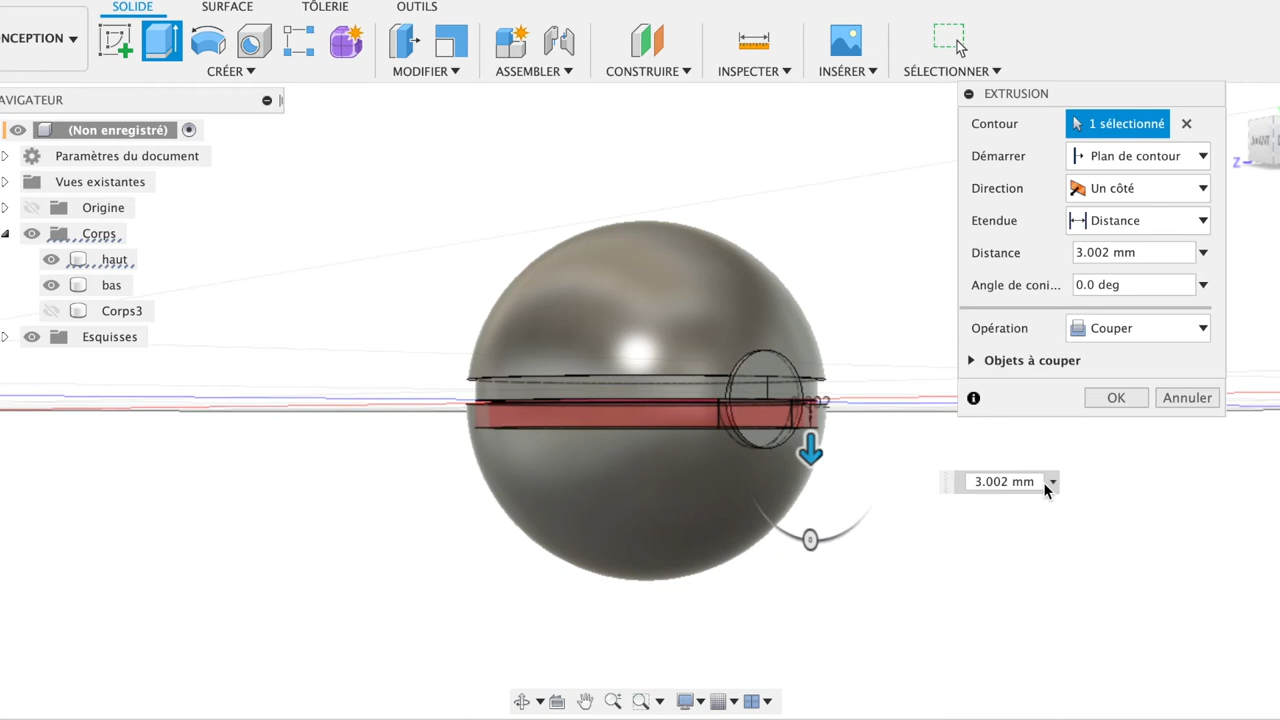 SOLIDE SURFACE TÔLERIE OUTILS
NCEPTION
CRÉER MODIFIER ASSEMBLER CONSTRUIRE INSPECTER INSÉRER SÉLECTIONNER
AVIGATEUR
(Non enregistré)
Paramètres du document
Vues existantes
Origine
Corps
haut
bas
Corps3
Esquisses
EXTRUSION
Contour 1 sélectionné
Démarrer Plan de contour
Direction Un côté
Etendue Distance
Distance 3.002 mm
Angle de coni... 0.0 deg
Opération Couper
Objets à couper
OK Annuler
Z
3.002 mm